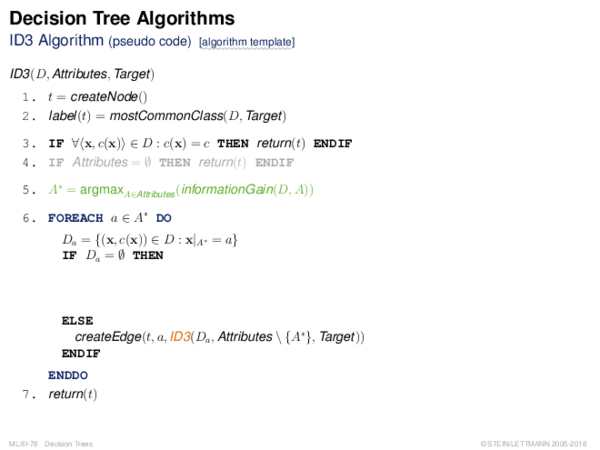 Decision Tree Algorithms
ID3 Algorithm (pseudo code) [algorithm template]
ID3(D, Attributes, Target)
1. t = createNode()
2. label(t) = mostCommonClass(D, Target)
3. IF ∀⟨x, c(x)⟩ ∈ D : c(x) = c THEN return(t) ENDIF
4. IF Attributes = ∅ THEN return(t) ENDIF
5. A* = argmax_{A∈Attributes}(informationGain(D, A))
6. FOREACH a ∈ A* DO
D_a = {(x, c(x)) ∈ D : x|_{A*} = a}
IF D_a = ∅ THEN
ELSE
createEdge(t, a, ID3(D_a, Attributes \ {A*}, Target))
ENDIF
ENDDO
7. return(t)
ML:III-78 Decision Trees © STEIN/LETTMANN 2005-2018